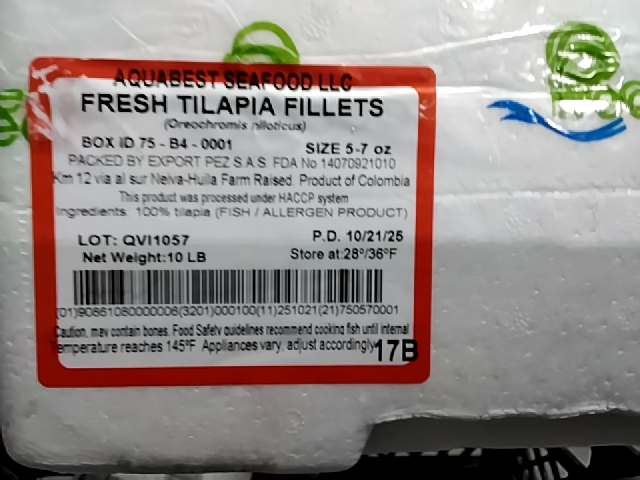 AQUABEST SEAFOOD LLC
FRESH TILAPIA FILLETS
(Oreochromis niloticus)
BOX ID 75 - B4 - 0001 SIZE 5-7 oz
PACKED BY EXPORT PEZ S.A.S. FDA No 14070921010
Km 12 via al sur Neiva-Huila Farm Raised. Product of Colombia
This product was processed under HACCP system
Ingredients: 100% tilapia (FISH / ALLERGEN PRODUCT)
LOT: QVI1057 P.D. 10/21/25
Net Weight:10 LB Store at:28º/36ºF
(01)90861080000006(3201)000100(11)251021(21)750570001
Caution, may contain bones. Food Safety guidelines recommend cooking fish until internal
Temperature reaches 145ºF Appliances vary, adjust accordingly
17B